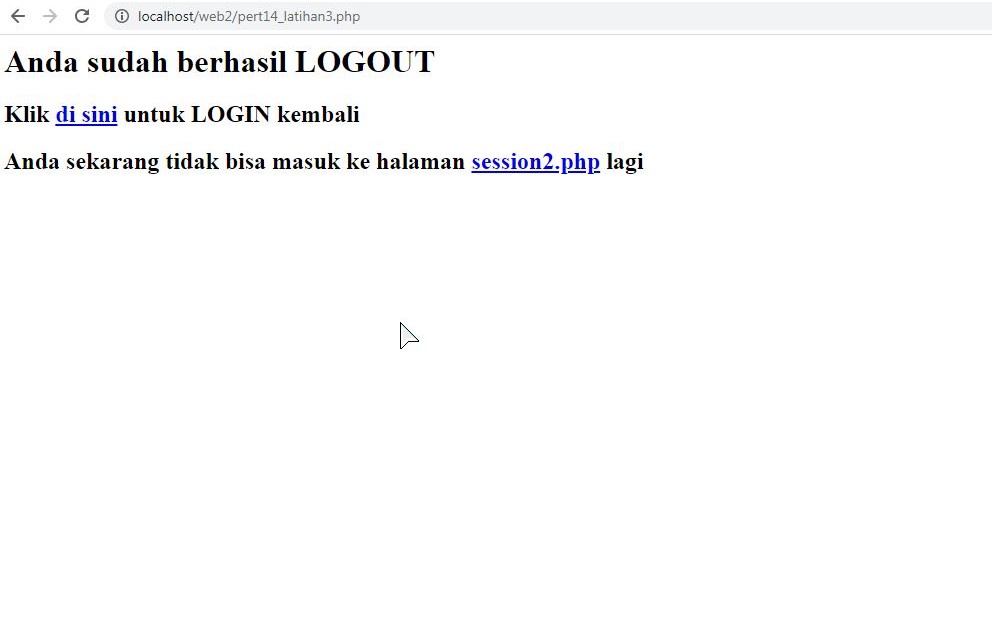 localhost/web2/pert14_latihan3.php
Anda sudah berhasil LOGOUT
Klik di sini untuk LOGIN kembali
Anda sekarang tidak bisa masuk ke halaman session2.php lagi